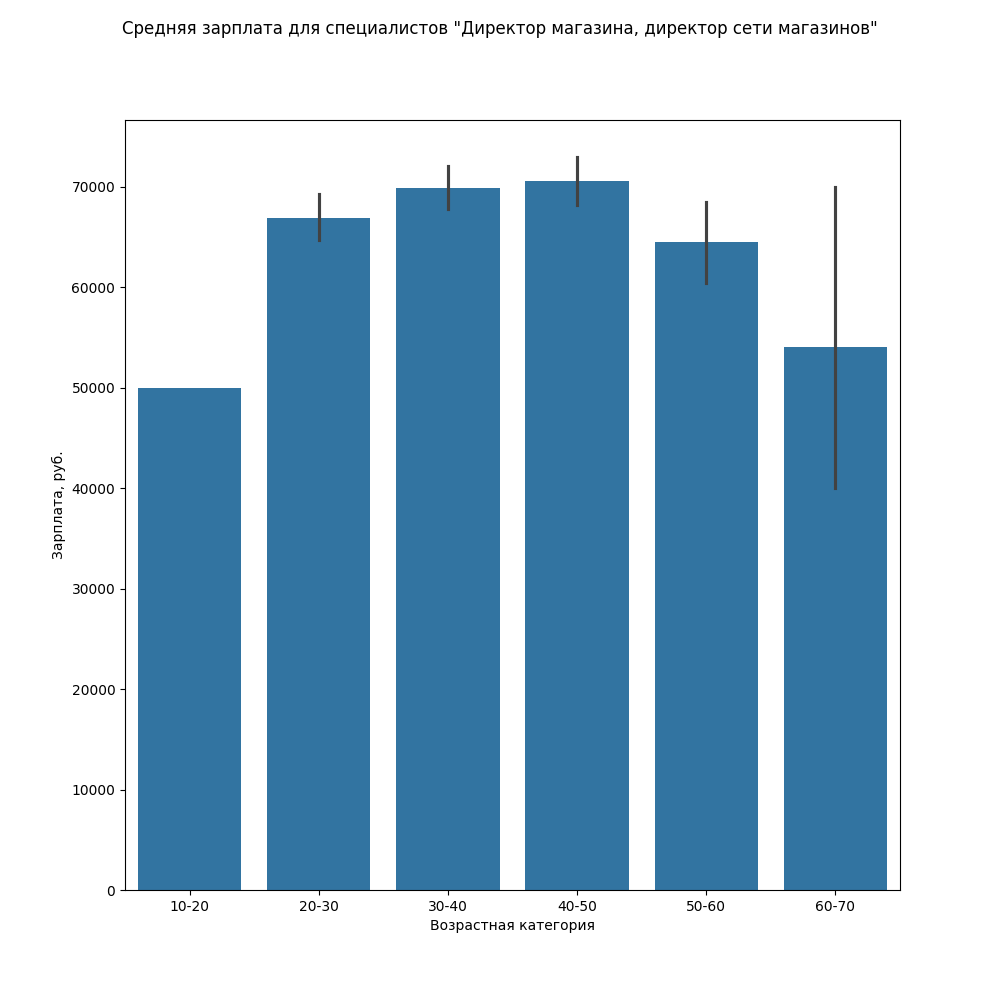 Средняя зарплата для специалистов "Директор магазина, директор сети магазинов"
70000
60000
50000
40000
30000
20000
10000
0
Зарплата, руб.
10-20 20-30 30-40 40-50 50-60 60-70
Возрастная категория